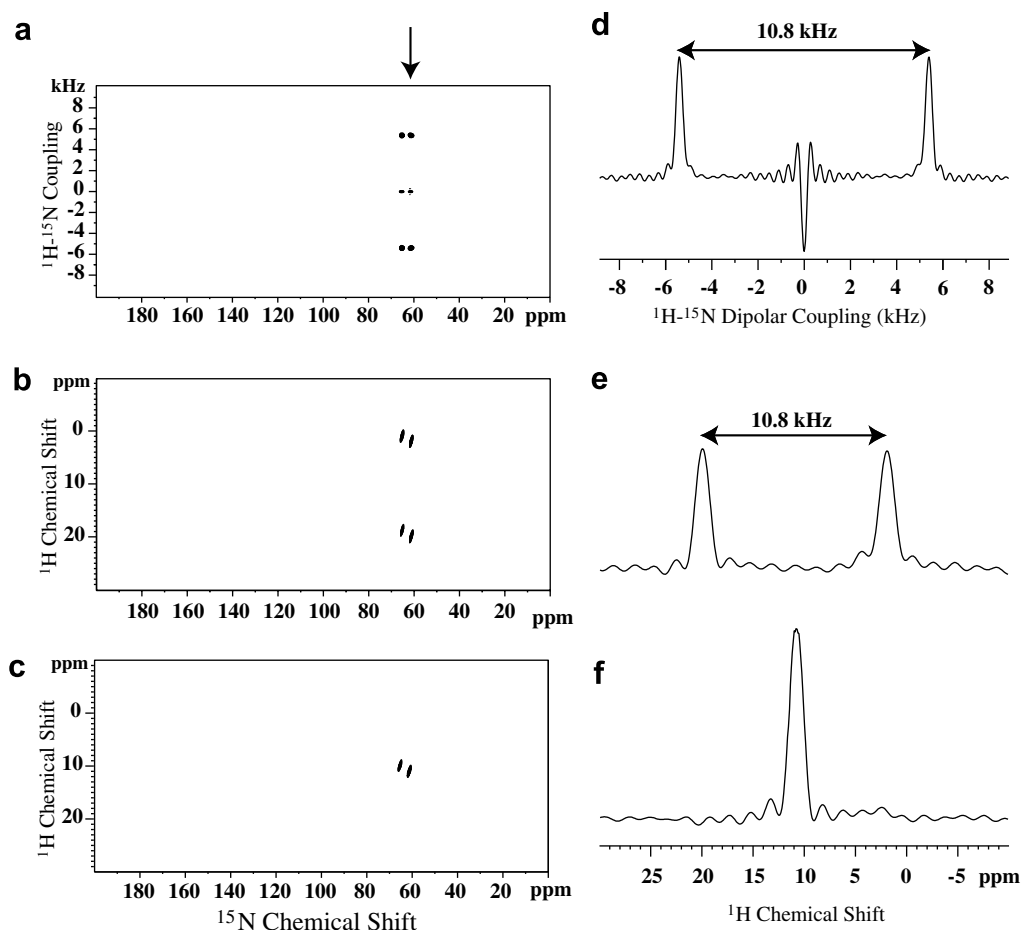 a
kHz
8
6
4
2
0
-2
-4
-6
-8
¹H-¹⁵N Coupling
180 160 140 120 100 80 60 40 20 ppm
b
ppm
0
10
20
¹H Chemical Shift
180 160 140 120 100 80 60 40 20 ppm
c
ppm
0
10
20
¹H Chemical Shift
180 160 140 120 100 80 60 40 20 ppm
¹⁵N Chemical Shift
d
10.8 kHz
-8 -6 -4 -2 0 2 4 6 8
¹H-¹⁵N Dipolar Coupling (kHz)
e
10.8 kHz
f
25 20 15 10 5 0 -5 ppm
¹H Chemical Shift